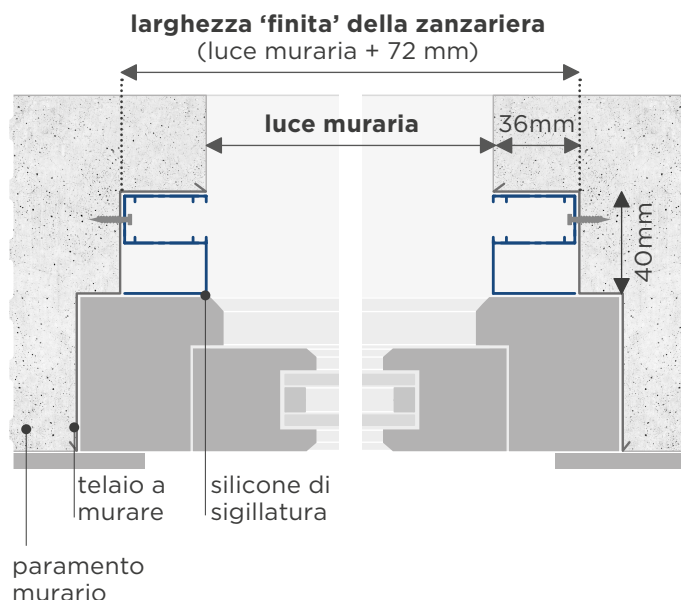 larghezza ‘finita’ della zanzariera
(luce muraria + 72 mm)
luce muraria
36mm
40mm
telaio a
murare
silicone di
sigillatura
paramento
murario